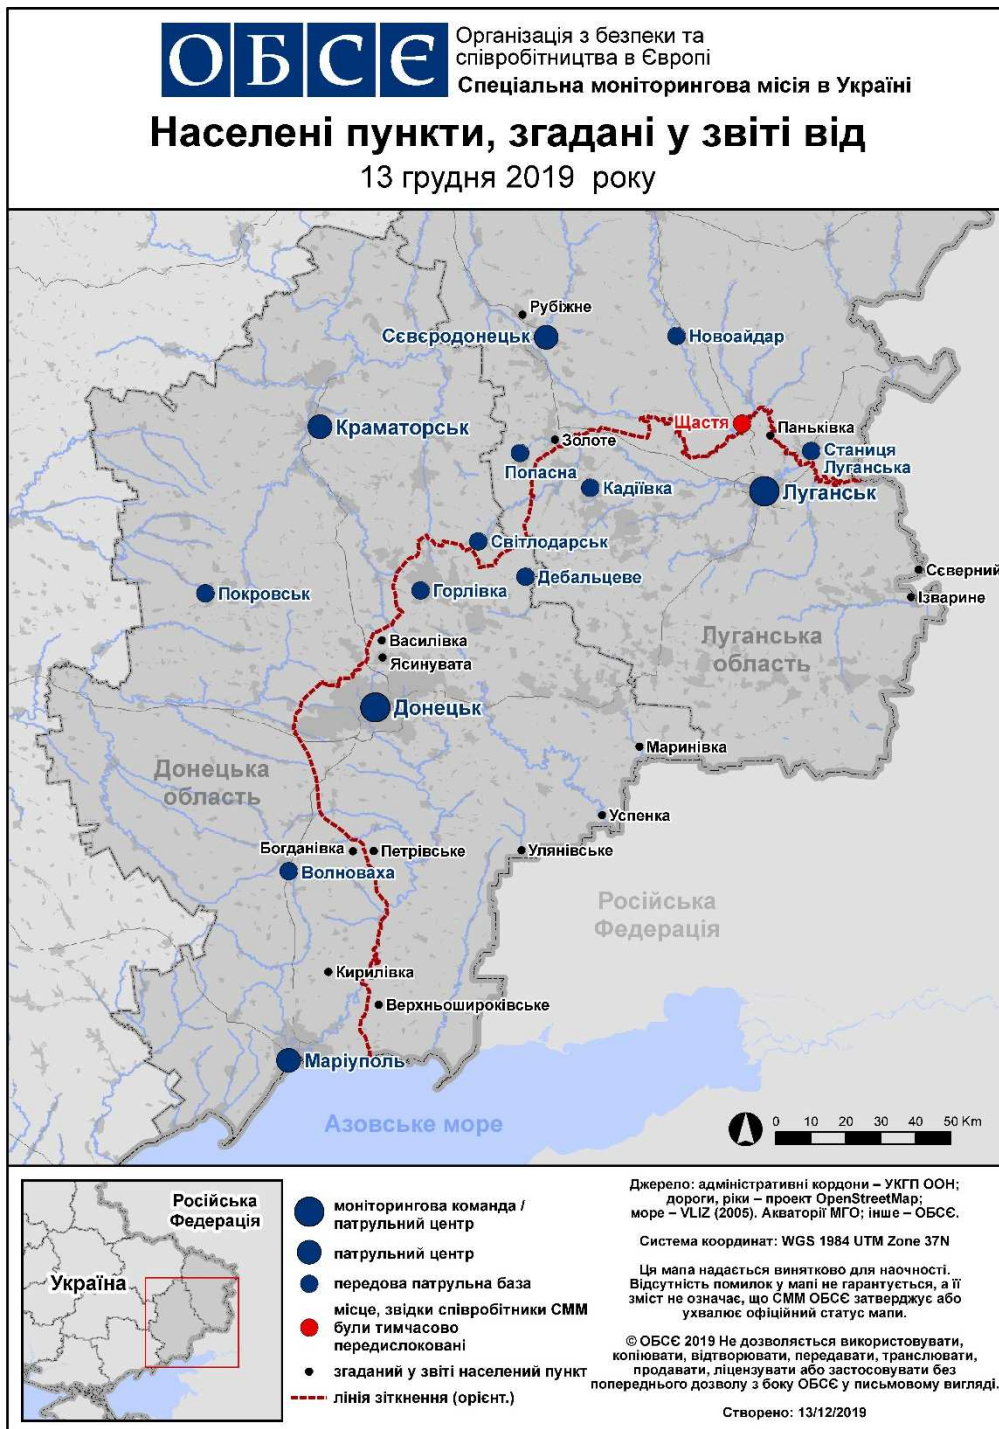 ОБСЄ
Організація з безпеки та
співробітництва в Європі
Спеціальна моніторингова місія в Україні
Населені пункти, згадані у звіті від
13 грудня 2019 року
Рубіжне
Сєвєродонецьк
Новоайдар
Щастя
Краматорськ
Паньківка
Золоте
Станиця
Луганська
Попасна
Кадіївка
Луганськ
Світлодарськ
Сєверний
Дебальцеве
Покровськ
Горлівка
Ізварине
Василівка
Луганська
область
Ясинувата
Донецьк
Маринівка
Донецька
область
Успенка
Богданівка
Петрівське
Улянівське
Волноваха
Російська
Федерація
Кирилівка
Верхньошироківське
Маріуполь
Азовське море
0 10 20 30 40 50 Km
Російська
Федерація
Україна
моніторингова команда /
патрульний центр
патрульний центр
передова патрульна база
місце, звідки співробітники СММ
були тимчасово
передислоковані
згаданий у звіті населений пункт
лінія зіткнення (орієнт.)
Джерело: адміністративні кордони – УКГП ООН;
дороги, ріки – проект OpenStreetMap;
море – VLIZ (2005). Акваторії МГО; інше – ОБСЄ.
Система координат: WGS 1984 UTM Zone 37N
Ця мапа надається винятково для наочності.
Відсутність помилок у мапі не гарантується, а її
зміст не означає, що СММ ОБСЄ затверджує або
ухвалює офіційний статус мапи.
© ОБСЄ 2019 Не дозволяється використовувати,
копіювати, відтворювати, передавати, транслювати,
продавати, ліцензувати або застосовувати без
попереднього дозволу з боку ОБСЄ у письмовому вигляді.
Створено: 13/12/2019